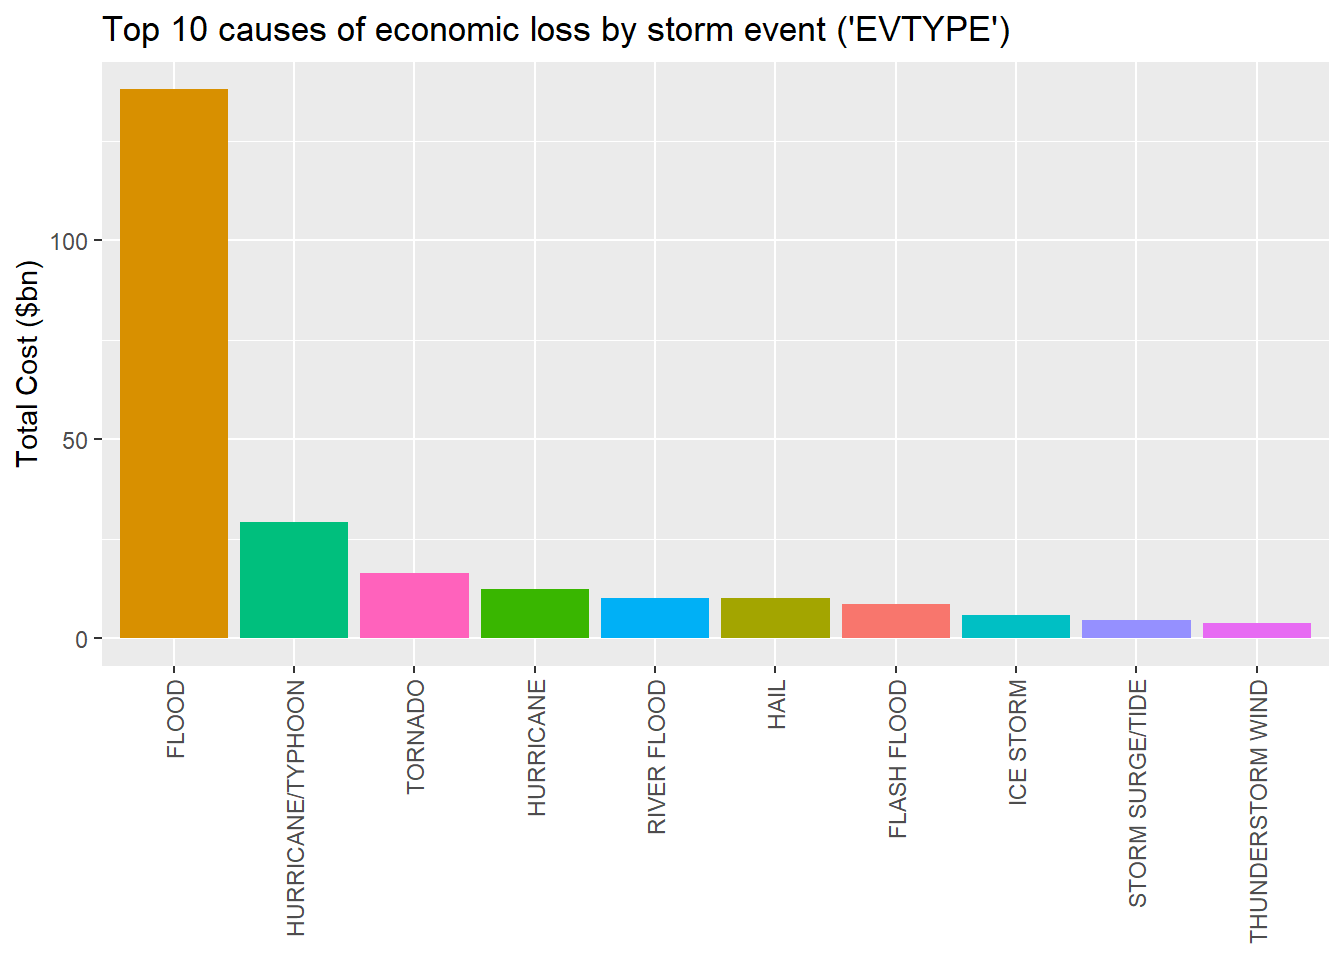 Top 10 causes of economic loss by storm event ('EVTYPE')
Total Cost ($bn)
100
50
0
FLOOD
HURRICANE/TYPHOON
TORNADO
HURRICANE
RIVER FLOOD
HAIL
FLASH FLOOD
ICE STORM
STORM SURGE/TIDE
THUNDERSTORM WIND